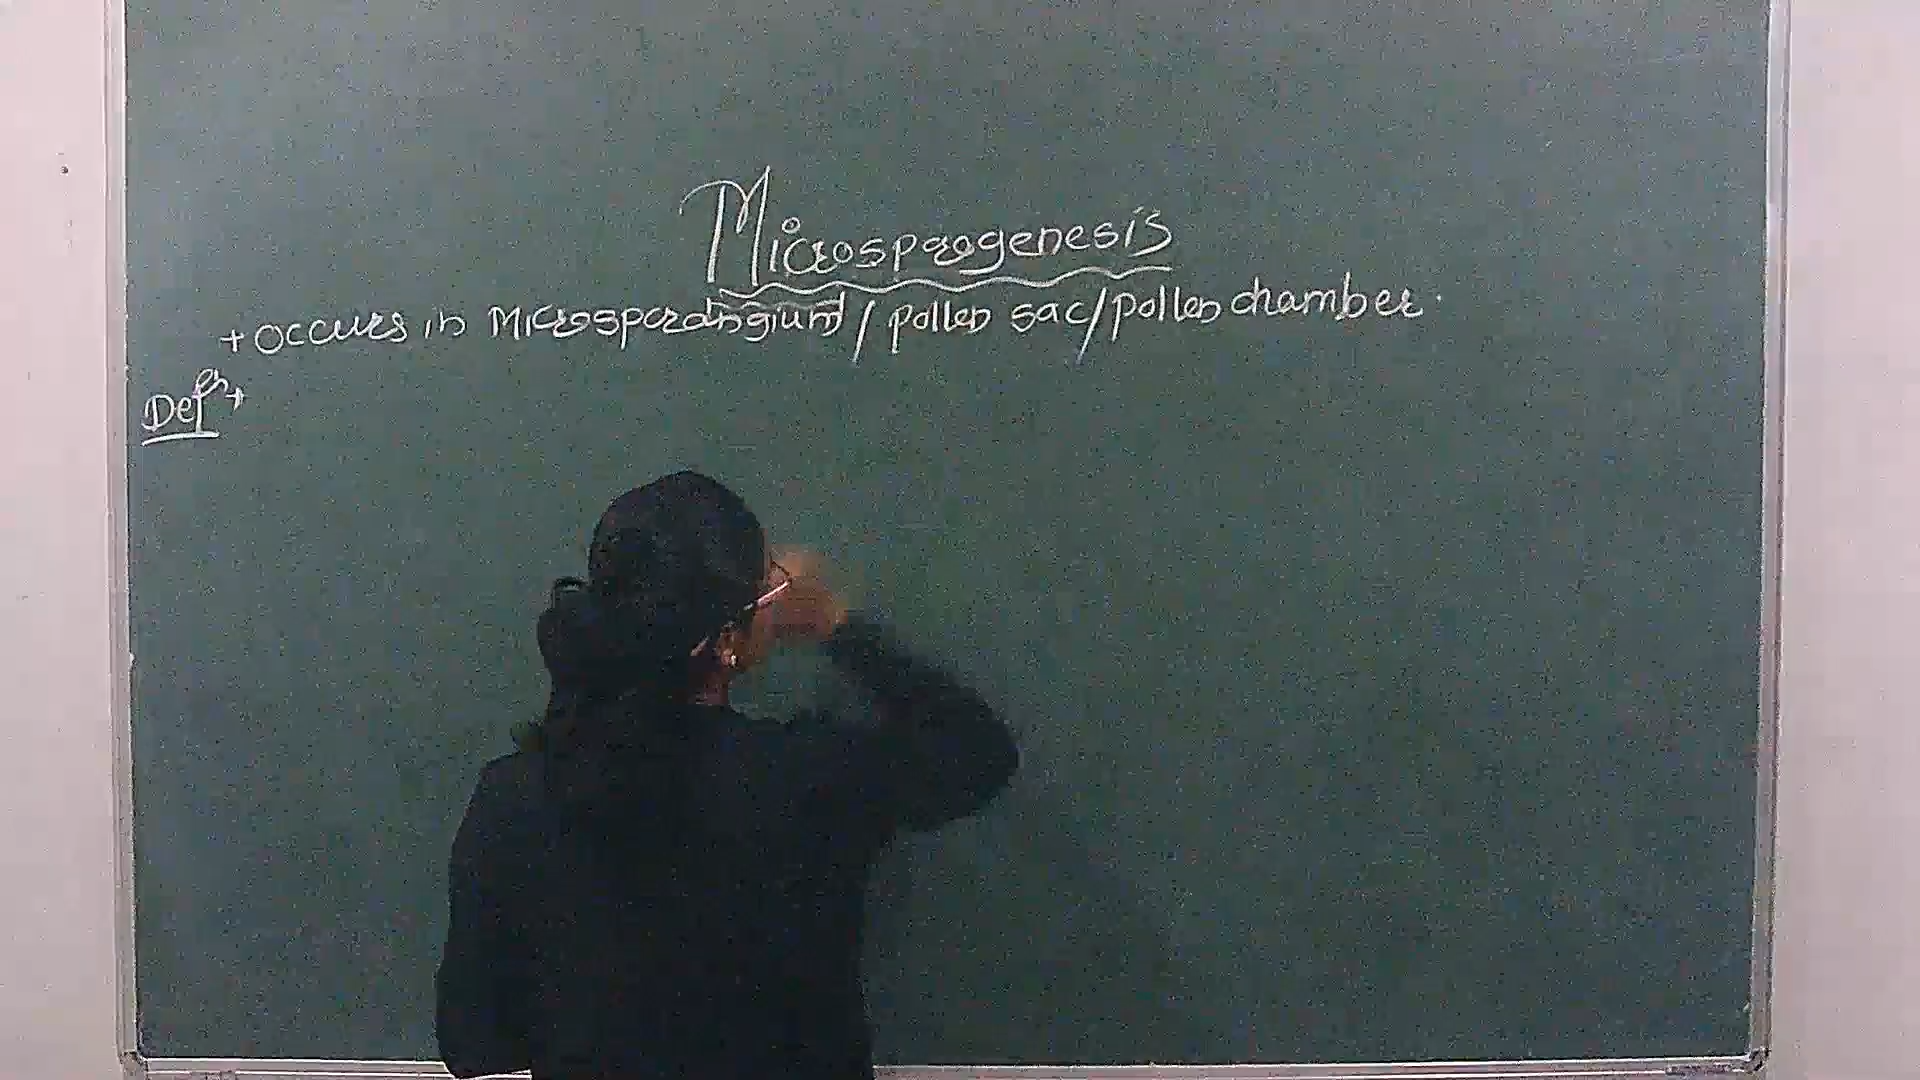 Microsporogenesis
→ occurs in Microsporangium / pollen sac / pollen chamber.
Defn →